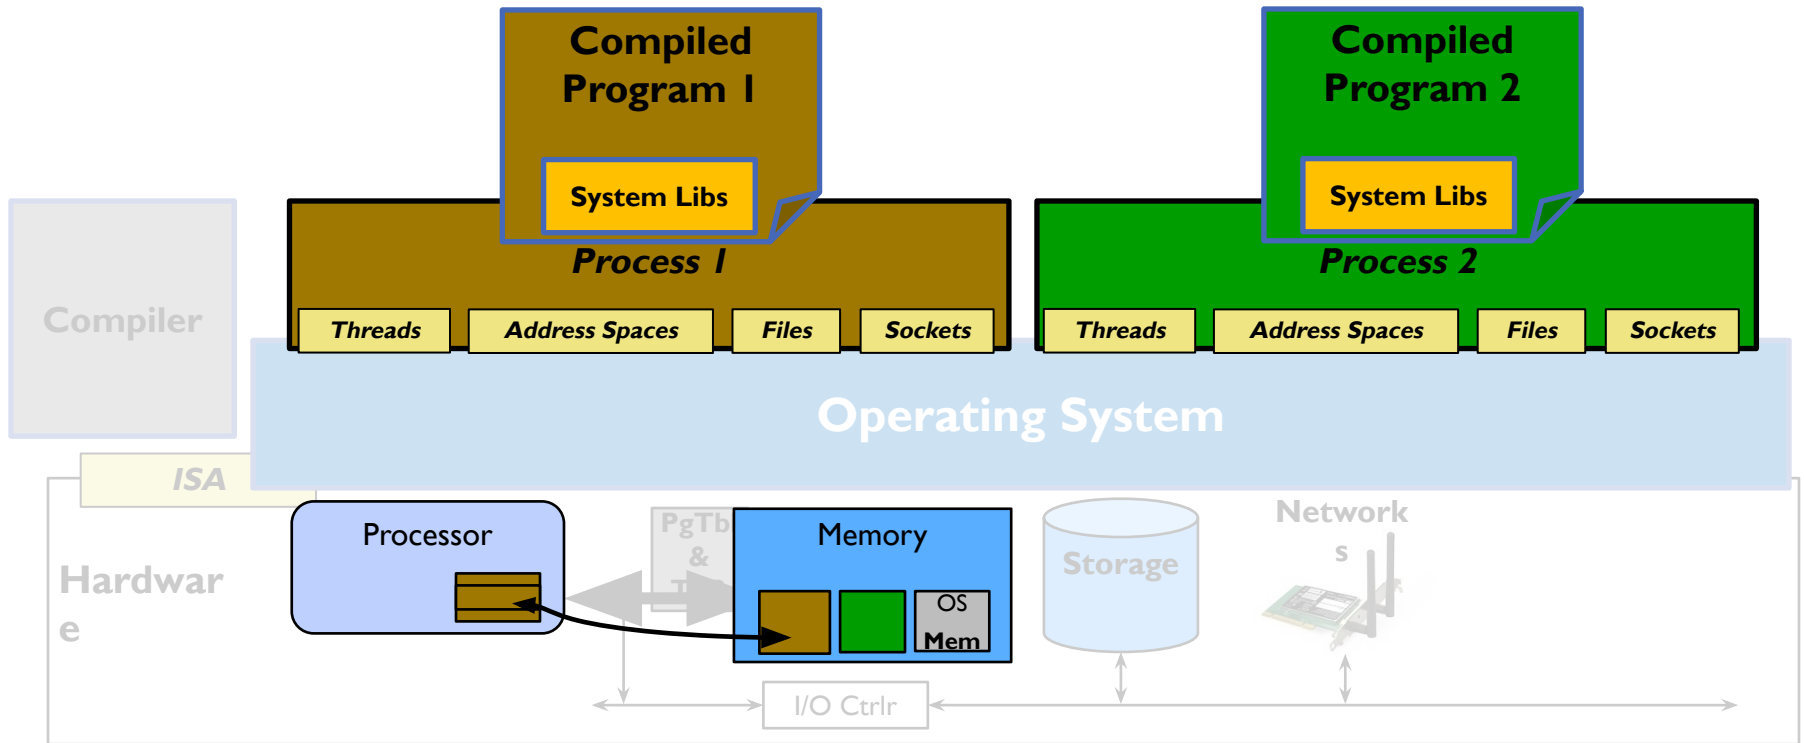 Compiled
Program 1
System Libs
Process 1
Threads
Address Spaces
Files
Sockets
Compiled
Program 2
System Libs
Process 2
Threads
Address Spaces
Files
Sockets
Compiler
Operating System
ISA
Hardwar
e
Processor
PgTb
&
Memory
OS
Mem
Storage
Network
s
I/O Ctrlr